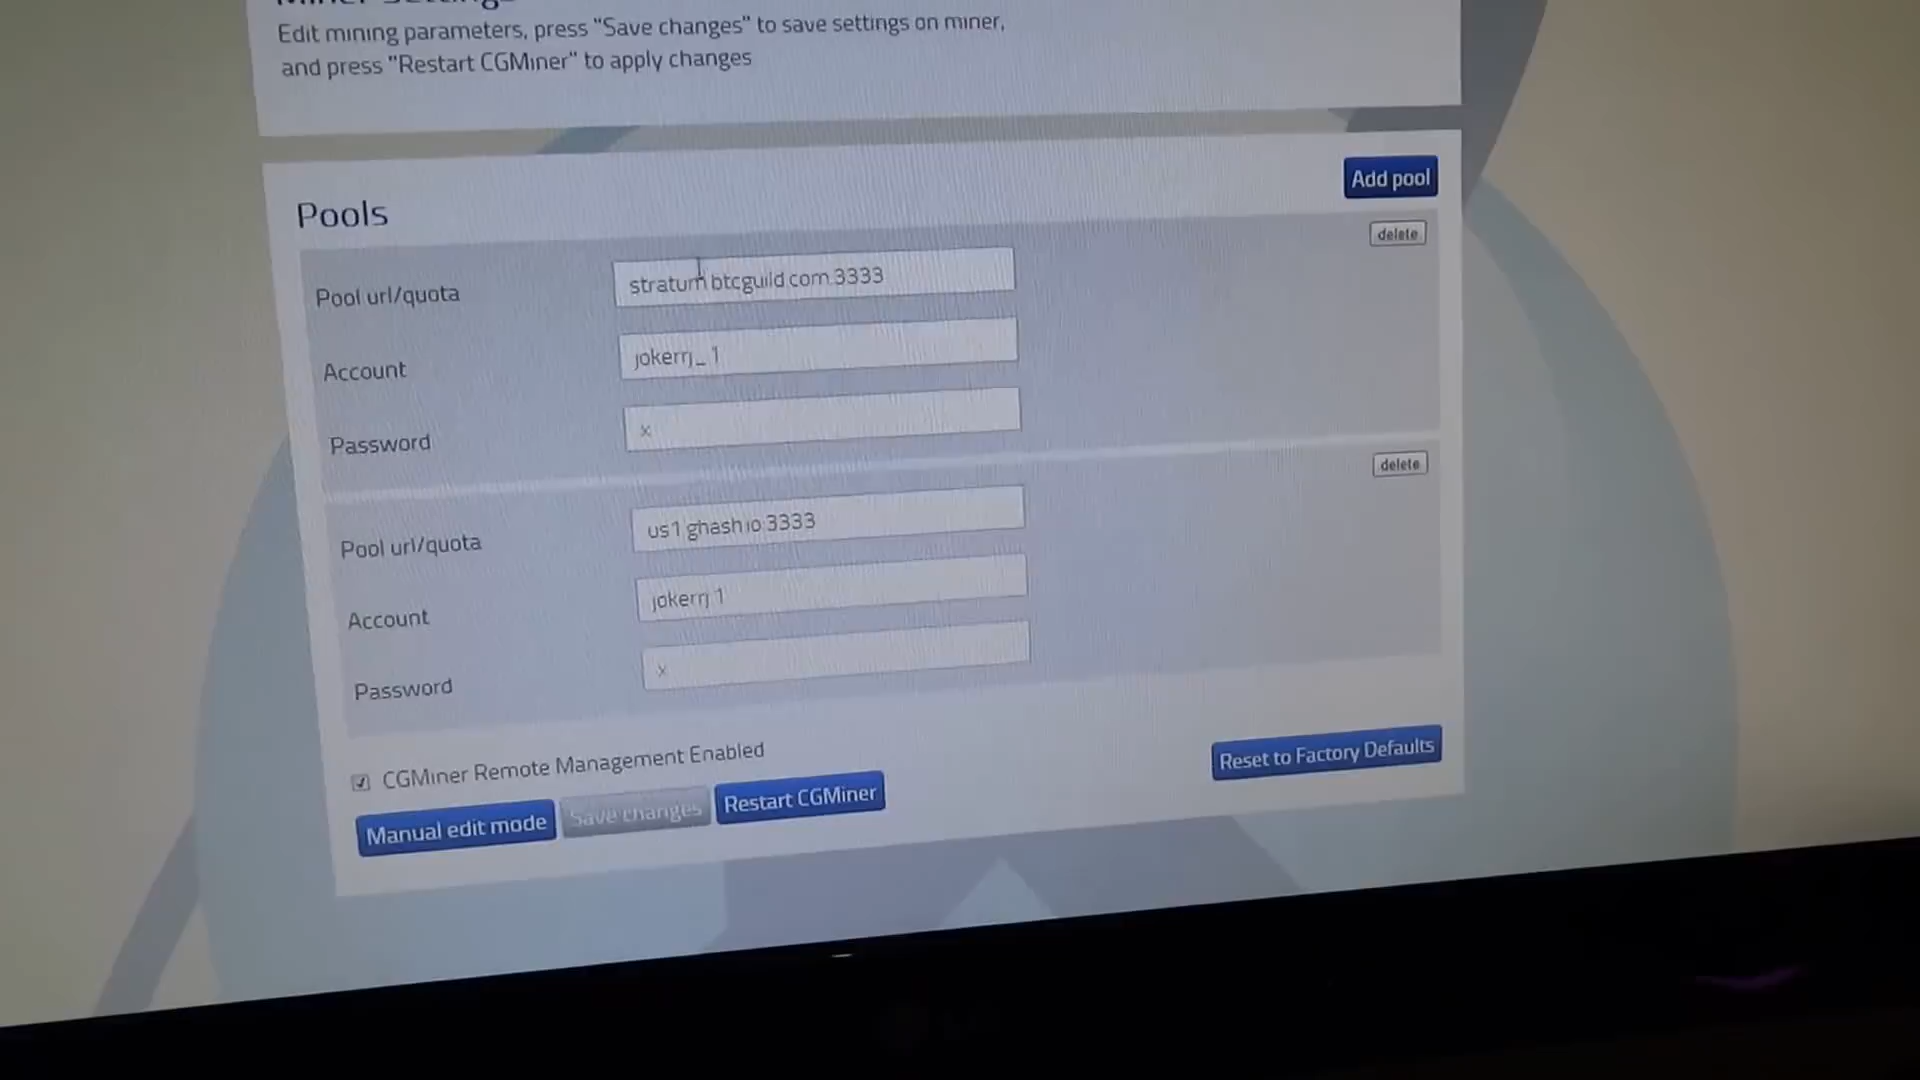 Miner Settings
Edit mining parameters, press "Save changes" to save settings on miner,
and press "Restart CGMiner" to apply changes
Add pool
Pools
delete
Pool url/quota
stratum.btcguild.com:3333
Account
jokerrj_1
Password
x
delete
Pool url/quota
us1.ghash.io:3333
Account
jokerrj.1
Password
x
CGMiner Remote Management Enabled
Manual edit mode
Save changes
Restart CGMiner
Reset to Factory Defaults